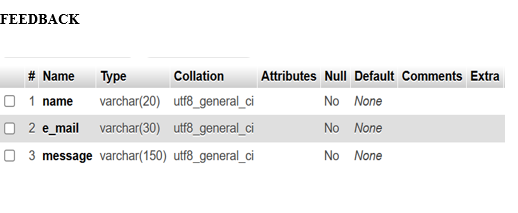 FEEDBACK
# Name Type Collation Attributes Null Default Comments Extra
1 name varchar(20) utf8_general_ci No None
2 e_mail varchar(30) utf8_general_ci No None
3 message varchar(150) utf8_general_ci No None